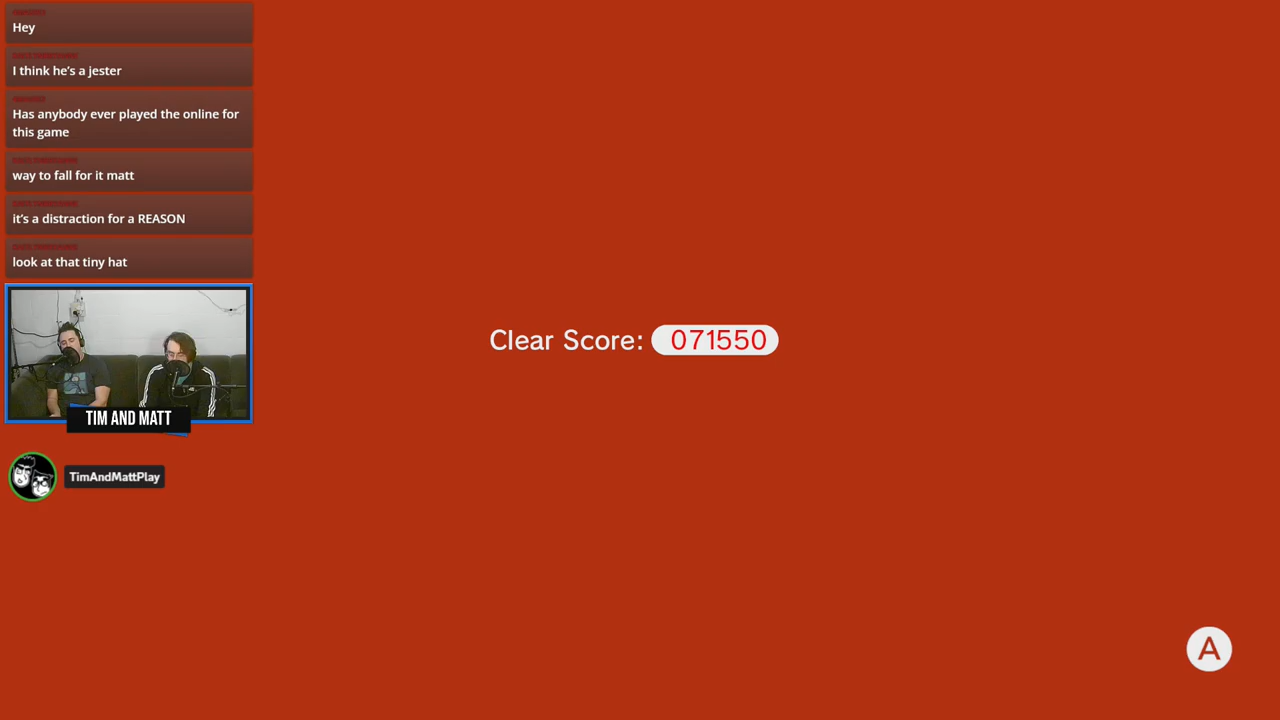 Hey
I think he's a jester
Has anybody ever played the online for
this game
way to fall for it matt
it's a distraction for a REASON
look at that tiny hat
Clear Score: 071550
TIM AND MATT
TimAndMattPlay
A